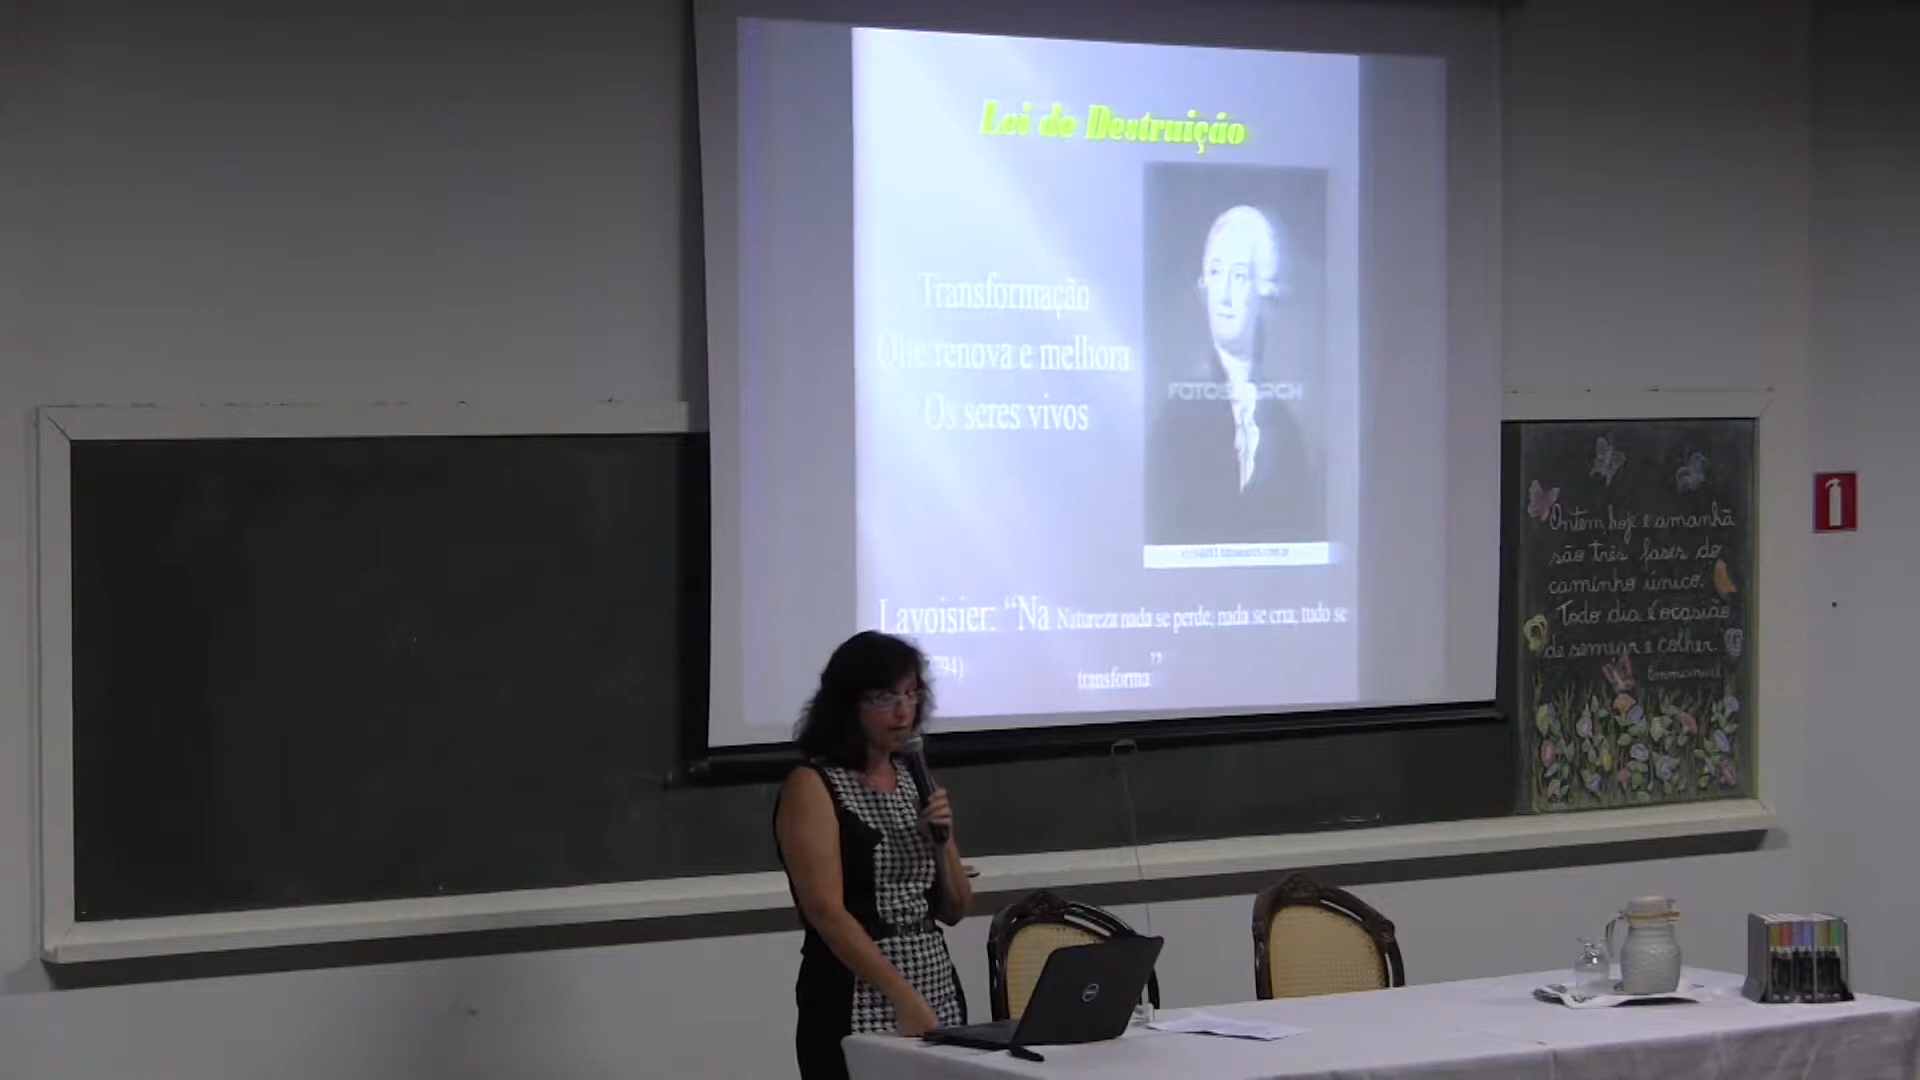 Lei de Destruição
Transformação
Que renova e melhora
Os seres vivos
FOTOSEARCH
Lavoisier: “Na Natureza nada se perde, nada se cria, tudo se
794)
transforma”
Ontem hoje e amanhã
são três fases do
caminho único.
Todo dia é ocasião
de semear e colher.
Emmanuel
DELL